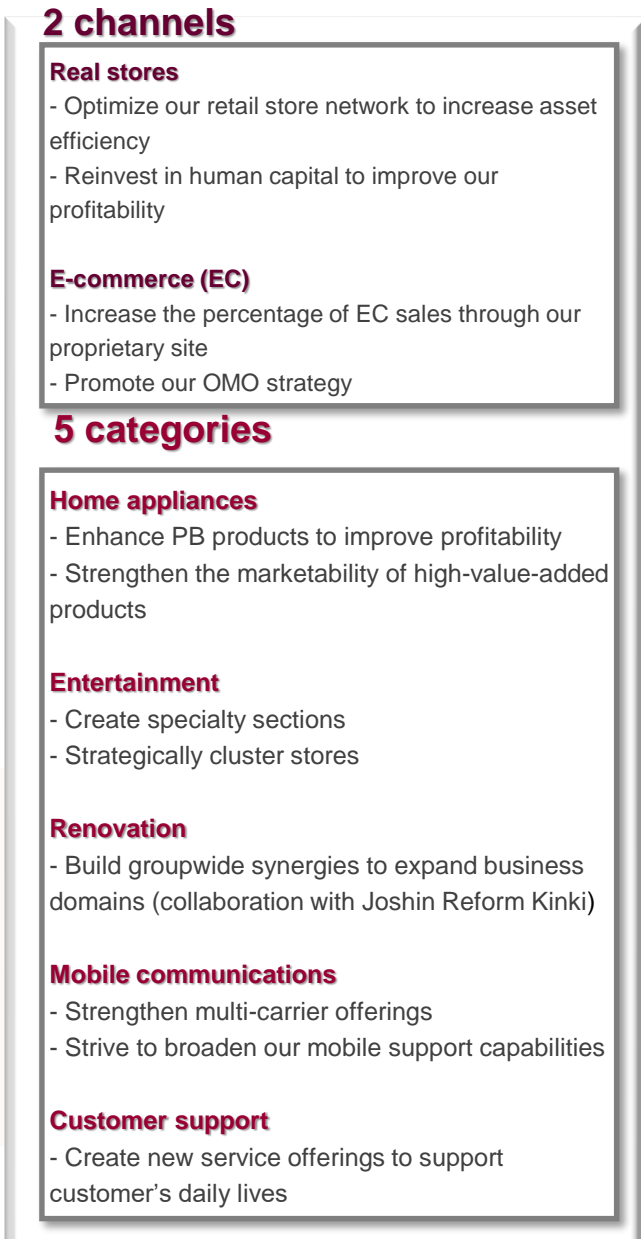 2 channels
Real stores
- Optimize our retail store network to increase asset
efficiency
- Reinvest in human capital to improve our
profitability
E-commerce (EC)
- Increase the percentage of EC sales through our
proprietary site
- Promote our OMO strategy
5 categories
Home appliances
- Enhance PB products to improve profitability
- Strengthen the marketability of high-value-added
products
Entertainment
- Create specialty sections
- Strategically cluster stores
Renovation
- Build groupwide synergies to expand business
domains (collaboration with Joshin Reform Kinki)
Mobile communications
- Strengthen multi-carrier offerings
- Strive to broaden our mobile support capabilities
Customer support
- Create new service offerings to support
customer’s daily lives